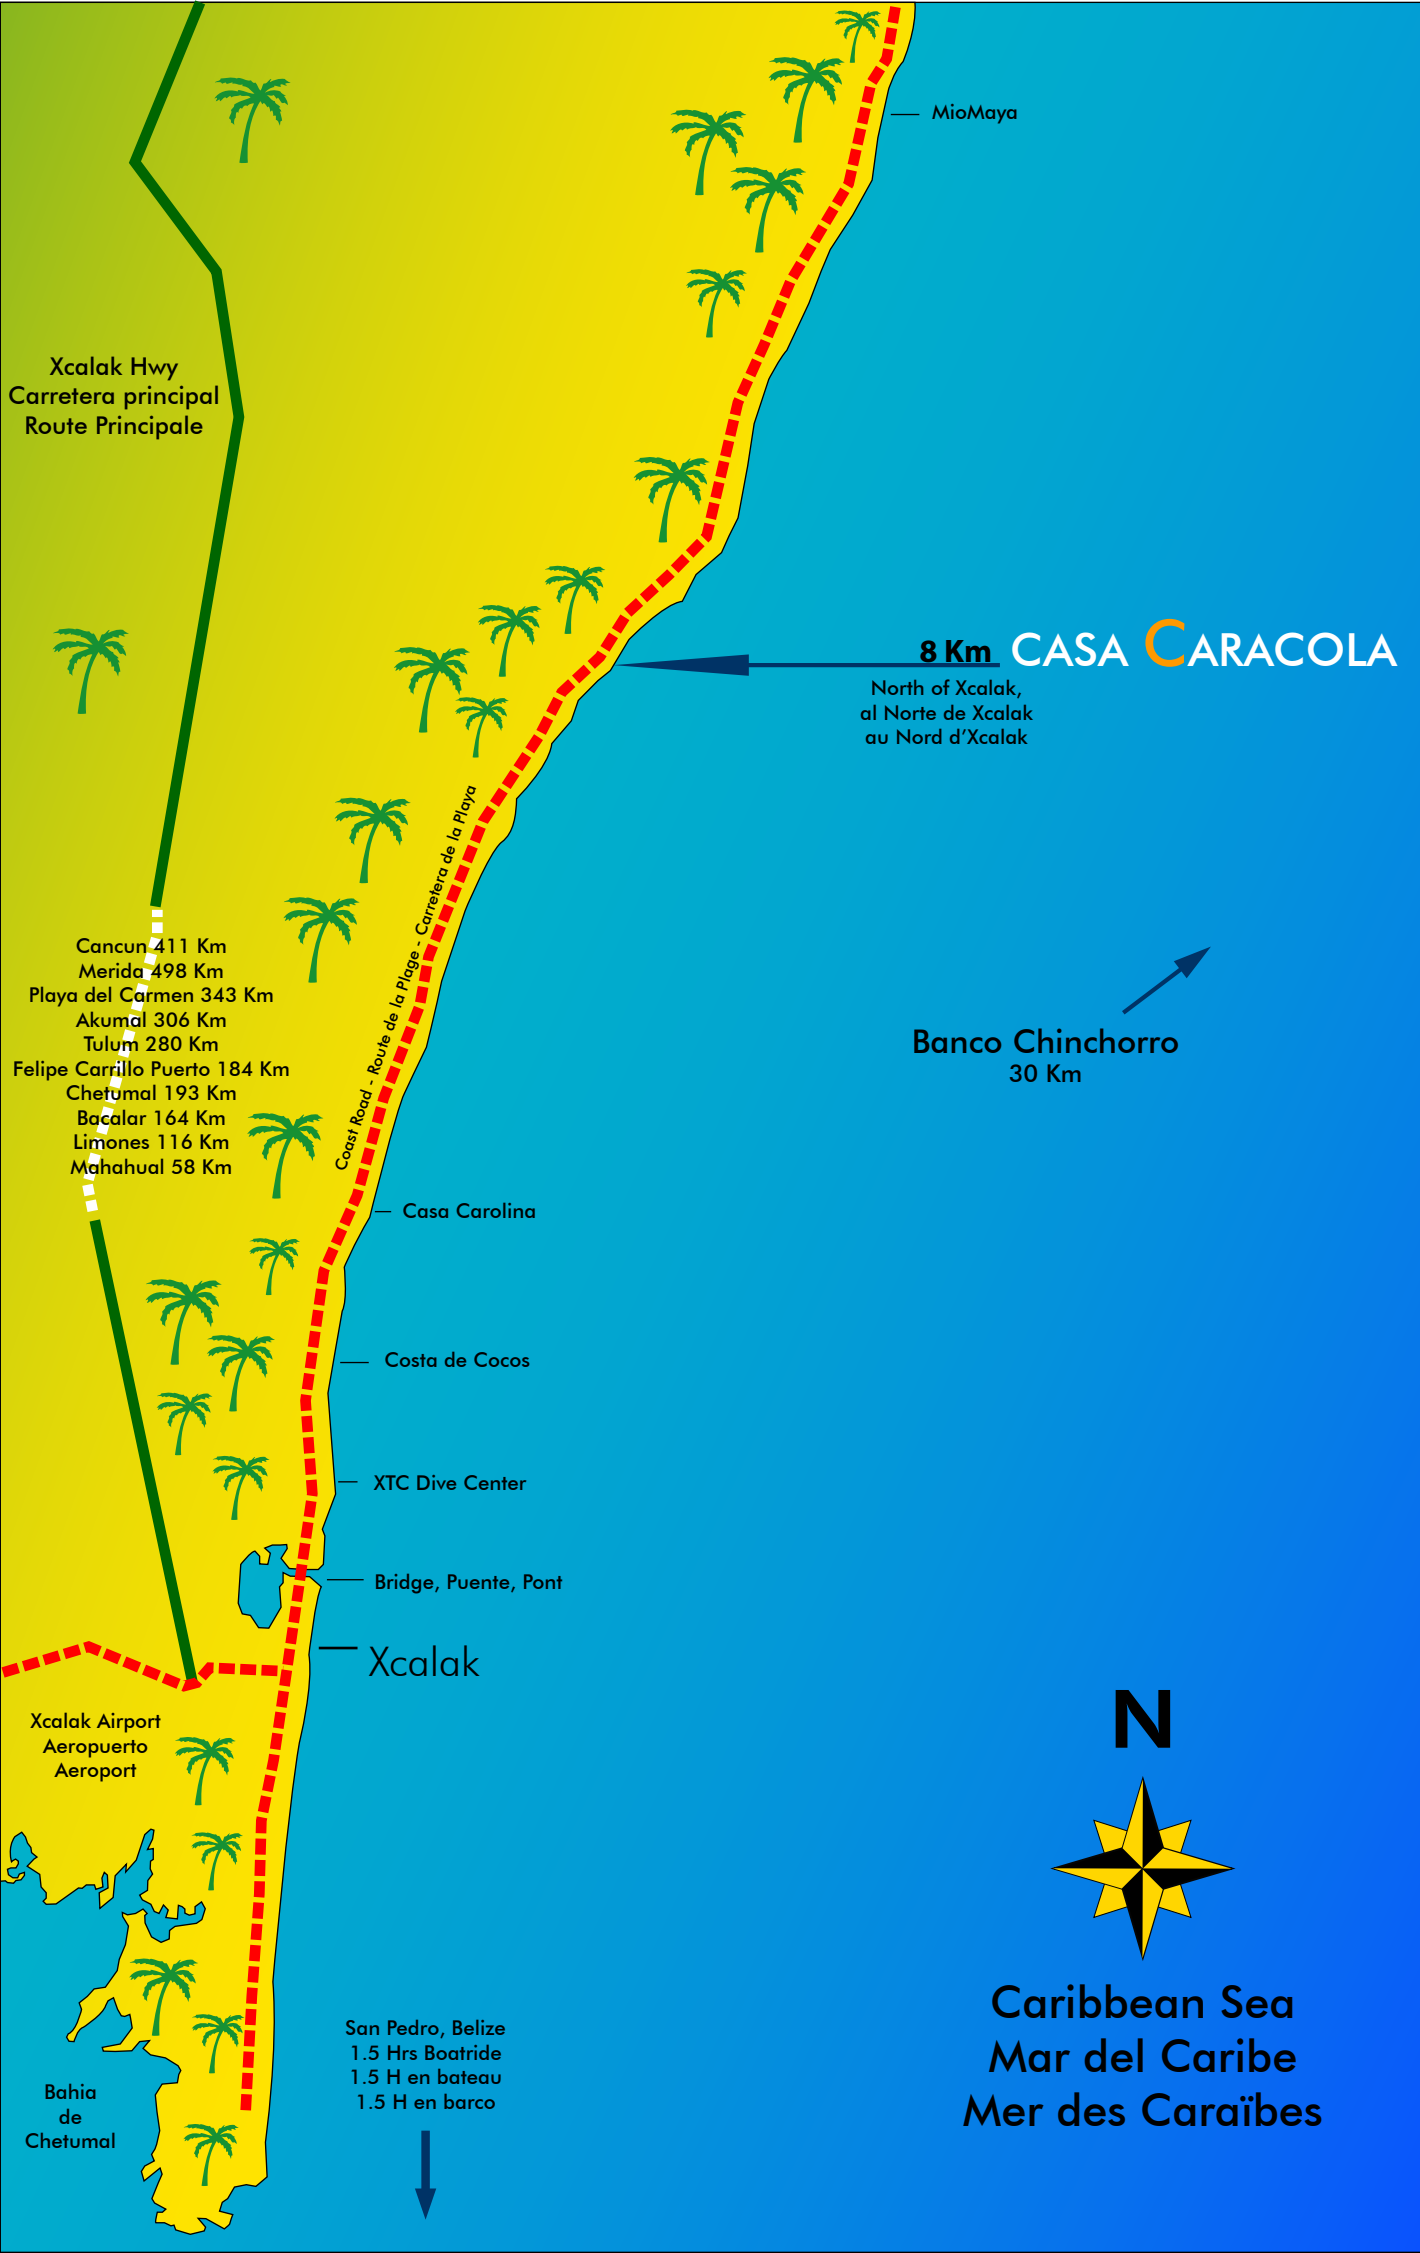 MioMaya
Xcalak Hwy
Carretera principal
Route Principale
8 Km CASA CARACOLA
North of Xcalak,
al Norte de Xcalak
au Nord d'Xcalak
Coast Road - Route de la Plage - Carretera de la Playa
Cancun 411 Km
Merida 498 Km
Playa del Carmen 343 Km
Akumal 306 Km
Tulum 280 Km
Felipe Carrillo Puerto 184 Km
Chetumal 193 Km
Bacalar 164 Km
Limones 116 Km
Mahahual 58 Km
Banco Chinchorro
30 Km
Casa Carolina
Costa de Cocos
XTC Dive Center
Bridge, Puente, Pont
Xcalak
Xcalak Airport
Aeropuerto
Aeroport
N
Caribbean Sea
Mar del Caribe
Mer des Caraïbes
San Pedro, Belize
1.5 Hrs Boatride
1.5 H en bateau
1.5 H en barco
Bahia
de
Chetumal